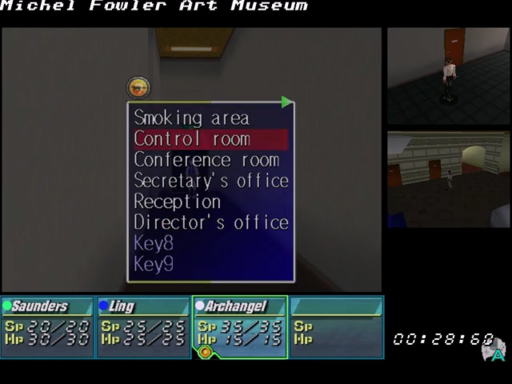 Michel Fowler Art Museum
Smoking area
Control room
Conference room
Secretary's office
Reception
Director's office
Key8
Key9
Saunders
Sp 20/20
Hp 30/30
Ling
Sp 25/25
Hp 25/25
Archangel
Sp 35/35
Hp 15/15
Sp
Hp
00:28:60
A